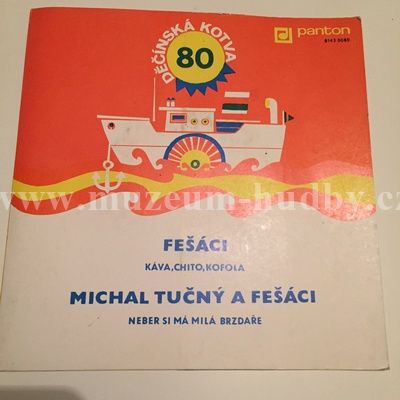 DĚČÍNSKÁ KOTVA
80
panton
8143 0080
www.muzeum-hudby.cz
FEŠÁCI
KÁVA,CHITO,KOFOLA
MICHAL TUČNÝ A FEŠÁCI
NEBER SI MÁ MILÁ BRZDAŘE